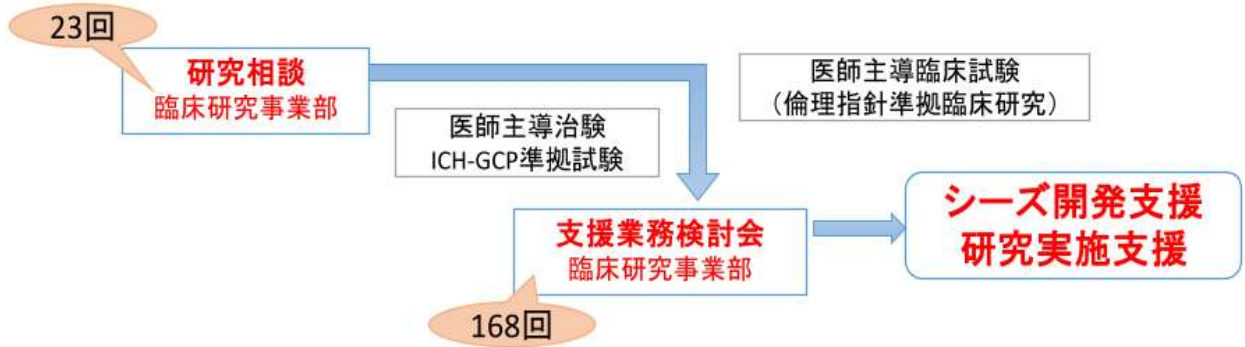 23回
研究相談
臨床研究事業部
医師主導治験
ICH-GCP準拠試験
医師主導臨床試験
（倫理指針準拠臨床研究）
支援業務検討会
臨床研究事業部
168回
シーズ開発支援
研究実施支援